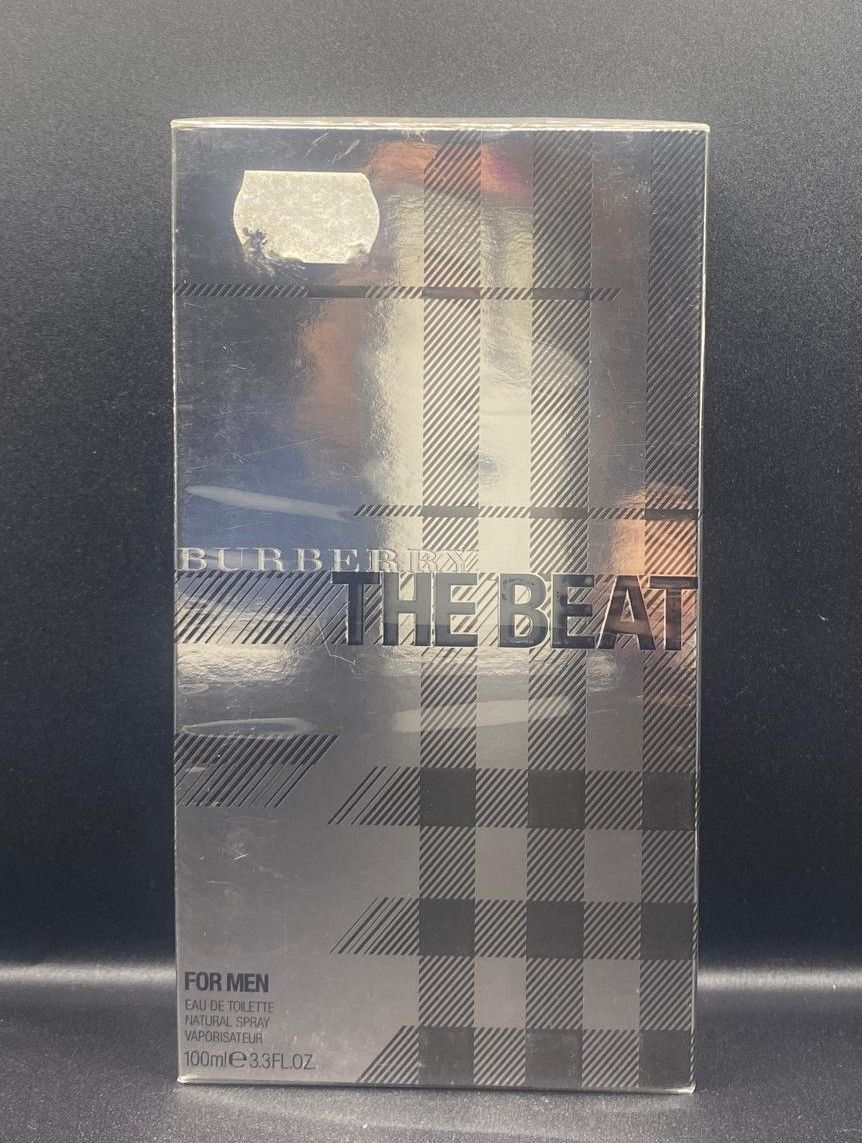 BURBERRY
THE BEAT
FOR MEN
EAU DE TOILETTE
NATURAL SPRAY
VAPORISATEUR
100ml℮3.3FL.OZ.